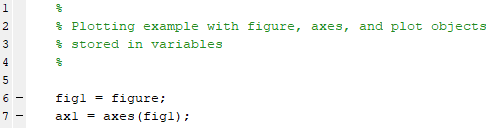 1 %
2 % Plotting example with figure, axes, and plot objects
3 % stored in variables
4 %
5
6 – fig1 = figure;
7 – ax1 = axes(fig1);